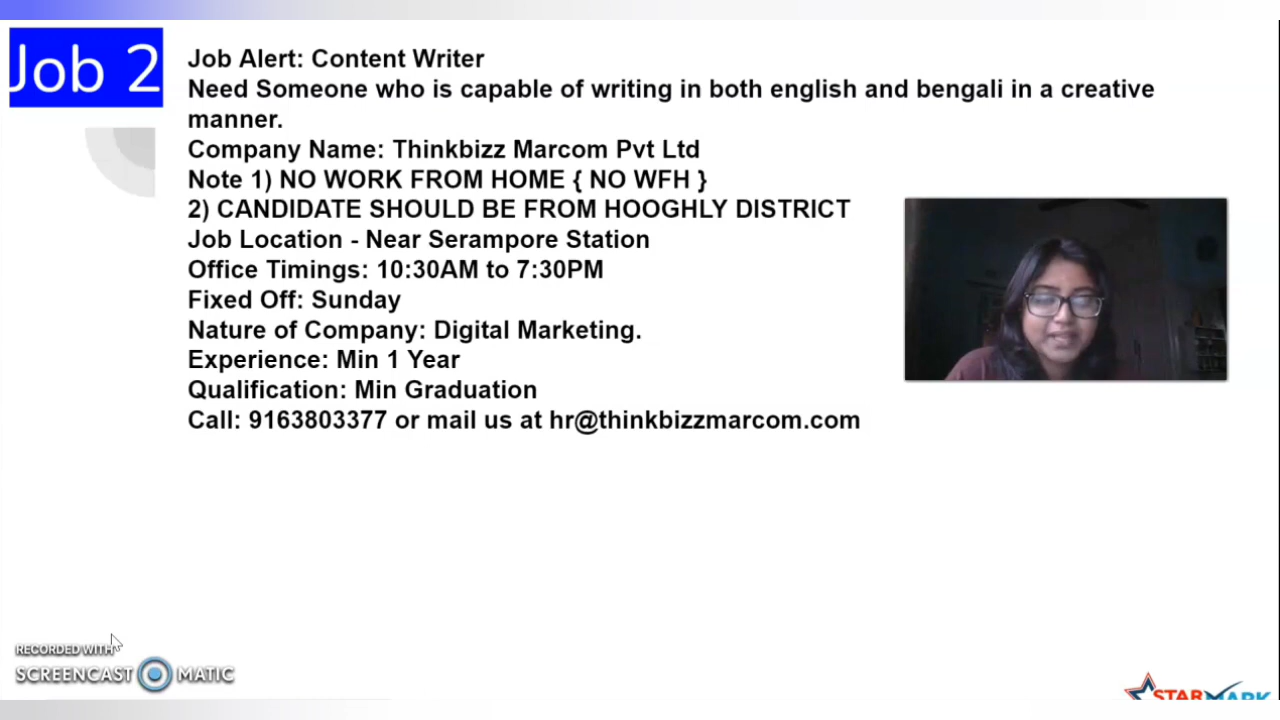 Job 2
Job Alert: Content Writer
Need Someone who is capable of writing in both english and bengali in a creative
manner.
Company Name: Thinkbizz Marcom Pvt Ltd
Note 1) NO WORK FROM HOME { NO WFH }
2) CANDIDATE SHOULD BE FROM HOOGHLY DISTRICT
Job Location - Near Serampore Station
Office Timings: 10:30AM to 7:30PM
Fixed Off: Sunday
Nature of Company: Digital Marketing.
Experience: Min 1 Year
Qualification: Min Graduation
Call: 9163803377 or mail us at hr@thinkbizzmarcom.com
RECORDED WITH
SCREENCAST MATIC
STARMARK